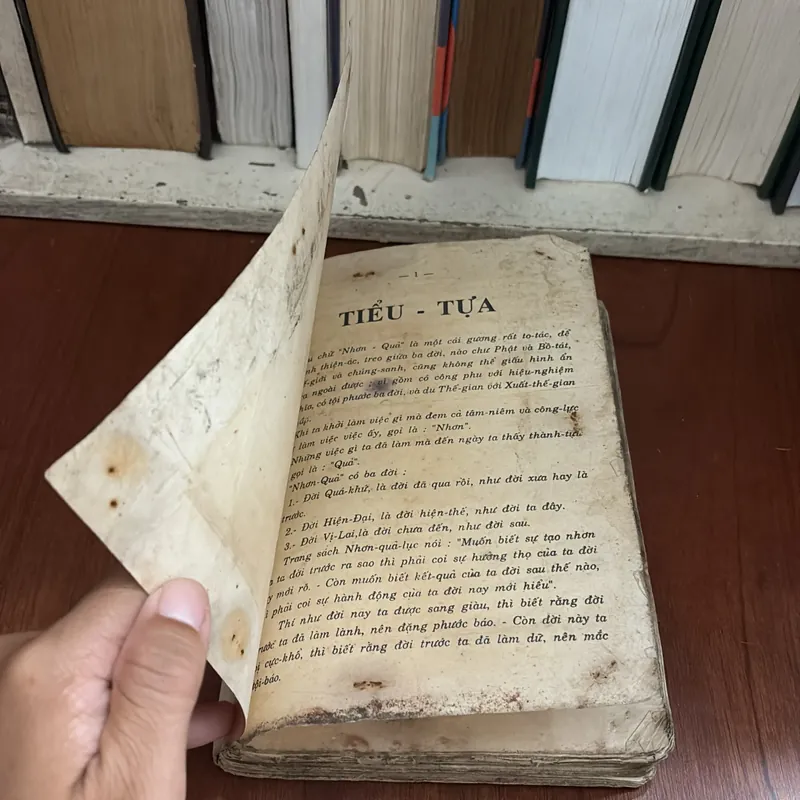 — 1 —
TIỂU - TỰA
chữ "Nhơn - Quả" là một cái gương rất to-tác, để
thiện-ác, treo giữa ba đời, nào chư Phật và Bồ-tát,
giới và chúng-sanh, cũng không thể giấu hình ẩn
ngoài được ; vì gồm có công phu với hiệu-nghiệm
có tội phước ba đời, và dù Thế-gian với Xuất-thế-gian
Khi ta khởi làm việc gì mà đem cả tâm-niệm và công-lực
làm việc việc ấy, gọi là : "Nhơn".
Những việc gì ta đã làm mà đến ngày ta thấy thành-tựu
gọi là : "Quả".
"Nhơn-Quả" có ba đời :
1.- Đời Quá-khứ, là đời đã qua rồi, như đời xưa hay là
trước.
2.- Đời Hiện-Đại, là đời hiện-thế, như đời ta đây.
3.- Đời Vị-Lai,là đời chưa đến, như đời sau.
Trang sách Nhơn-quả-lục nói : "Muốn biết sự tạo nhơn
ta đời trước ra sao thì phải coi sự hưởng thọ của ta đời
mới rõ. - Còn muốn biết kết-quả của ta đời sau thế nào,
phải coi sự hành động của ta đời nay mới hiểu".
Thí như đời nay ta được sang giàu, thì biết rằng đời
trước ta đã làm lành, nên đặng phước báo. - Còn đời này ta
cực-khổ, thì biết rằng đời trước ta đã làm dữ, nên mắc
tội-báo.